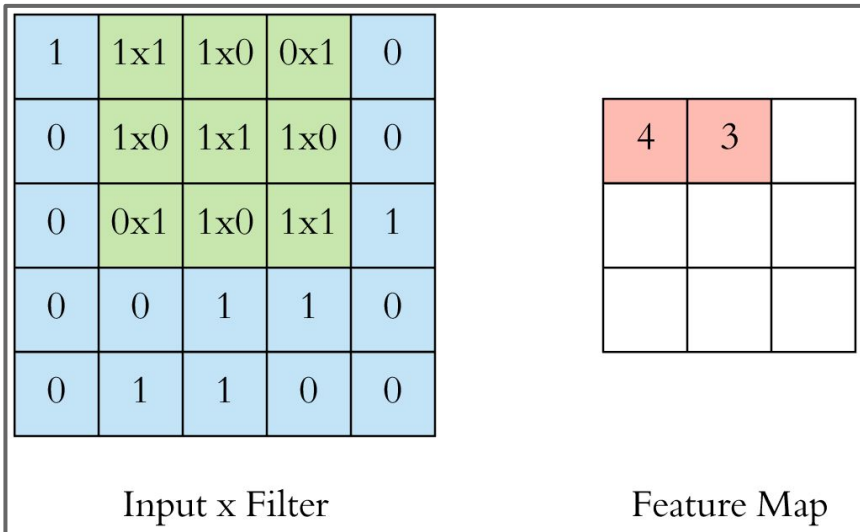 1 1x1 1x0 0x1 0
0 1x0 1x1 1x0 0 4 3
0 0x1 1x0 1x1 1
0 0 1 1 0
0 1 1 0 0
Input x Filter Feature Map